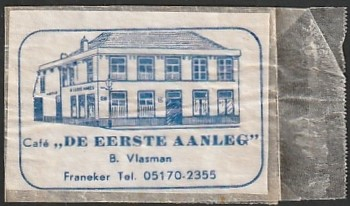 Café „DE EERSTE AANLEG”
B. Vlasman
Franeker Tel. 05170-2355